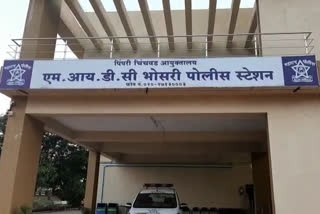 पिंपरी चिंचवड आयुक्तालय
एम.आय.डी.सी भोसरी पोलीस स्टेशन